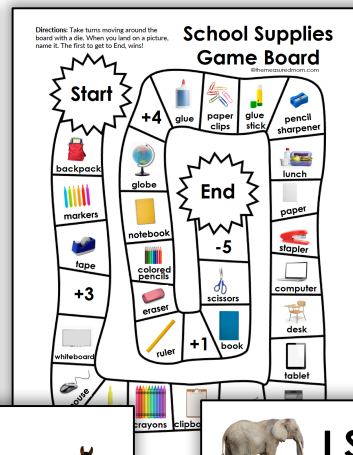 Directions: Take turns moving around the
board with a die. When you land on a picture,
name it. The first to get to End, wins!
School Supplies
Game Board
@themeasuredmom.com
Start
backpack
markers
tape
+3
whiteboard
mouse
crayons
tablet
desk
computer
stapler
paper
lunch
pencil
sharpener
glue
stick
paper
clips
glue
+4
globe
notebook
colored
pencils
eraser
ruler
+1
book
scissors
-5
End